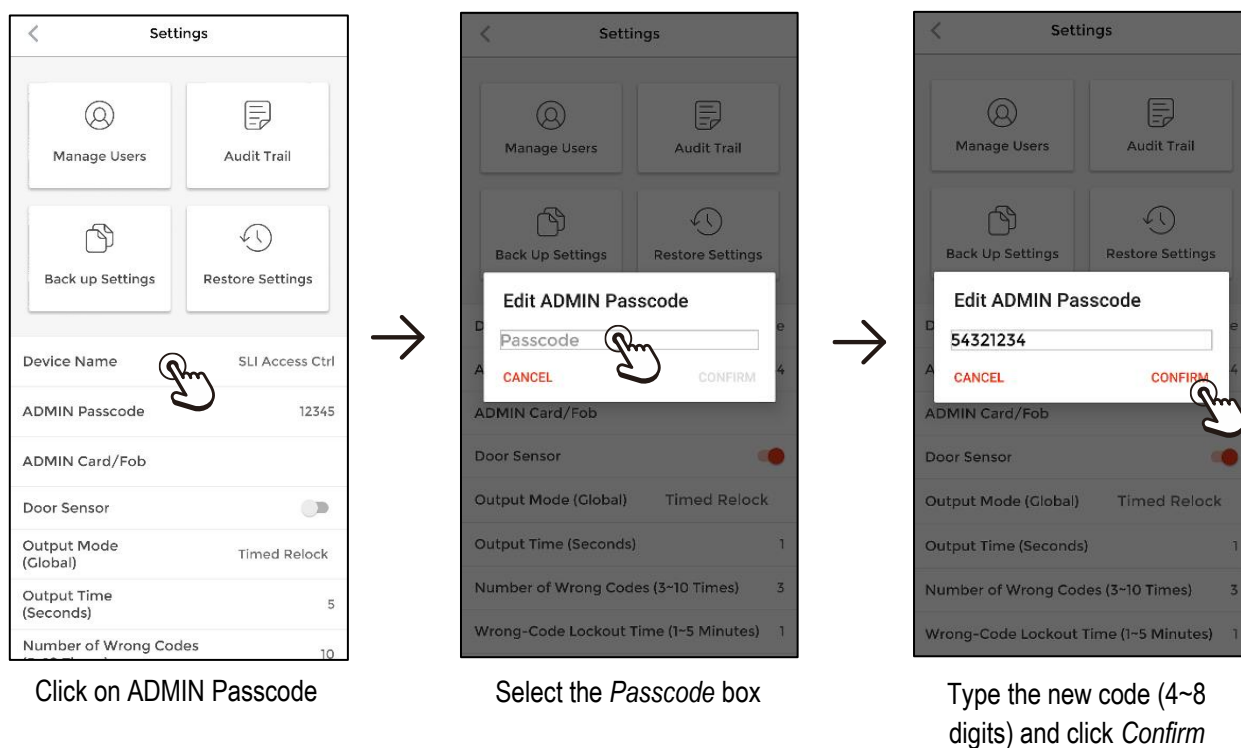 Settings
Manage Users
Audit Trail
Back up Settings
Restore Settings
Device Name SLI Access Ctrl
ADMIN Passcode 12345
ADMIN Card/Fob
Door Sensor
Output Mode
(Global) Timed Relock
Output Time
(Seconds) 5
Number of Wrong Codes
10
Click on ADMIN Passcode
Settings
Manage Users
Audit Trail
Back Up Settings
Restore Settings
Edit ADMIN Passcode
Passcode
CANCEL CONFIRM
ADMIN Card/Fob
Door Sensor
Output Mode (Global) Timed Relock
Output Time (Seconds) 1
Number of Wrong Codes (3~10 Times) 3
Wrong-Code Lockout Time (1~5 Minutes) 1
Select the Passcode box
Settings
Manage Users
Audit Trail
Back Up Settings
Restore Settings
Edit ADMIN Passcode
54321234
CANCEL CONFIRM
ADMIN Card/Fob
Door Sensor
Output Mode (Global) Timed Relock
Output Time (Seconds) 1
Number of Wrong Codes (3~10 Times) 3
Wrong-Code Lockout Time (1~5 Minutes) 1
Type the new code (4~8
digits) and click Confirm